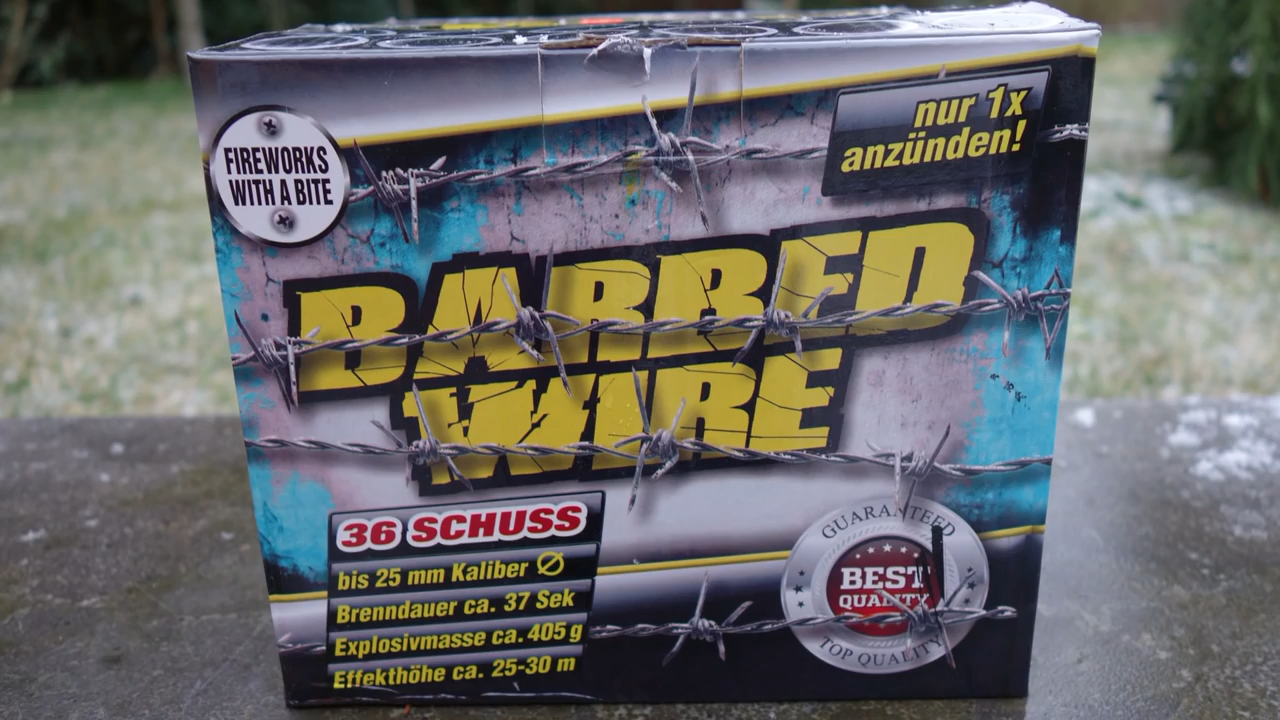 FIREWORKS
WITH A BITE
nur 1x
anzünden!
BARBED
WIRE
36 SCHUSS
bis 25 mm Kaliber Ø
Brenndauer ca. 37 Sek
Explosivmasse ca. 405 g
Effekthöhe ca. 25-30 m
GUARANTEED
BEST
QUALITY
TOP QUALITY